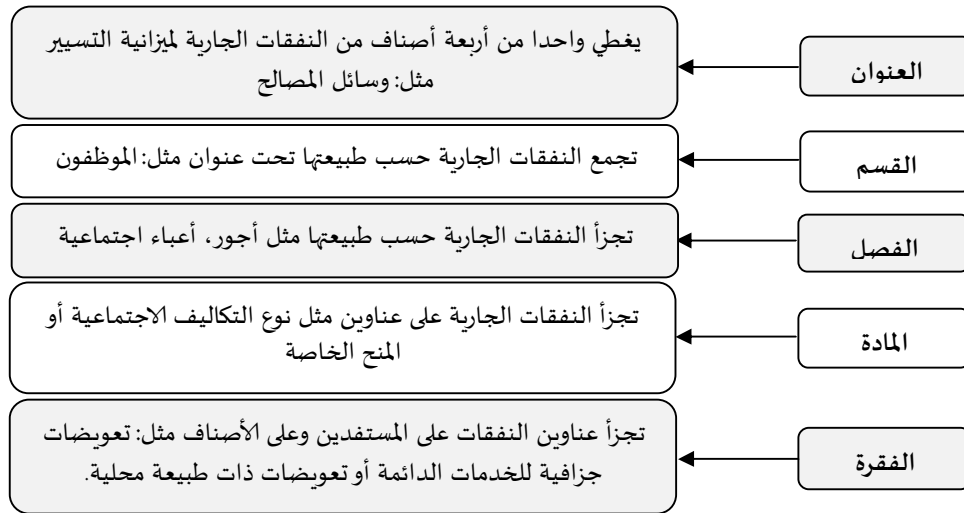 العنوان
يغطي واحدا من أربعة أصناف من النفقات الجارية لميزانية التسيير
مثل: وسائل المصالح
القسم
تجمع النفقات الجارية حسب طبيعتها تحت عنوان مثل: الموظفون
الفصل
تجزأ النفقات الجارية حسب طبيعتها مثل أجور، أعباء اجتماعية
المادة
تجزأ النفقات الجارية على عناوين مثل نوع التكاليف الاجتماعية أو
المنح الخاصة
الفقرة
تجزأ عناوين النفقات على المستفدين وعلى الأصناف مثل: تعويضات
جزافية للخدمات الدائمة أو تعويضات ذات طبيعة محلية.